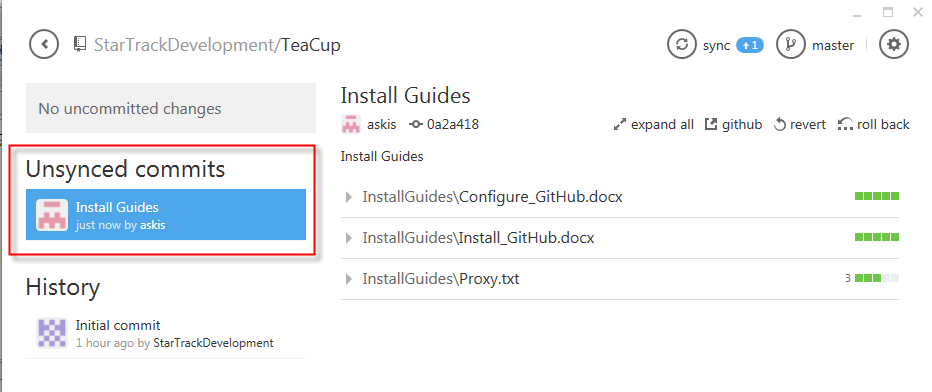 StarTrackDevelopment/TeaCup
sync 1 master
No uncommitted changes
Unsynced commits
Install Guides
just now by askis
History
Initial commit
1 hour ago by StarTrackDevelopment
Install Guides
askis 0a2a418 expand all github revert roll back
Install Guides
InstallGuides\Configure_GitHub.docx
InstallGuides\Install_GitHub.docx
InstallGuides\Proxy.txt 3